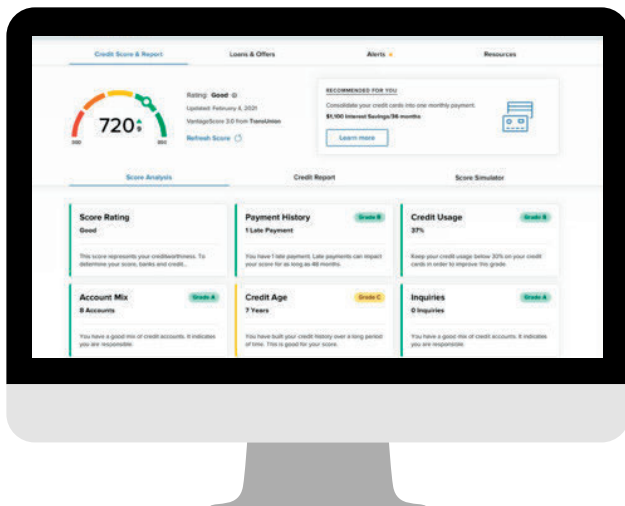 Credit Score & Report
Loans & Offers
Alerts
Resources
720
300
850
Rating: Good
Updated: February 4, 2021
VantageScore 3.0 from TransUnion
Refresh Score
RECOMMENDED FOR YOU
Consolidate your credit cards into one monthly payment.
$1,100 Interest Savings/36 months
Learn more
Score Analysis
Credit Report
Score Simulator
Score Rating
Good
This score represents your creditworthiness. To
determine your score, banks and credit...
Payment History
Grade B
1 Late Payment
You have 1 late payment. Late payments can impact
your score for as long as 48 months.
Credit Usage
Grade B
37%
Keep your credit usage below 30% on your credit
cards in order to improve this grade.
Account Mix
Grade A
8 Accounts
You have a good mix of credit accounts. It indicates
you are responsible.
Credit Age
Grade C
7 Years
You have built your credit history over a long period
of time. This is good for your score.
Inquiries
Grade A
0 Inquiries
You have a good mix of credit accounts. It indicates
you are responsible.